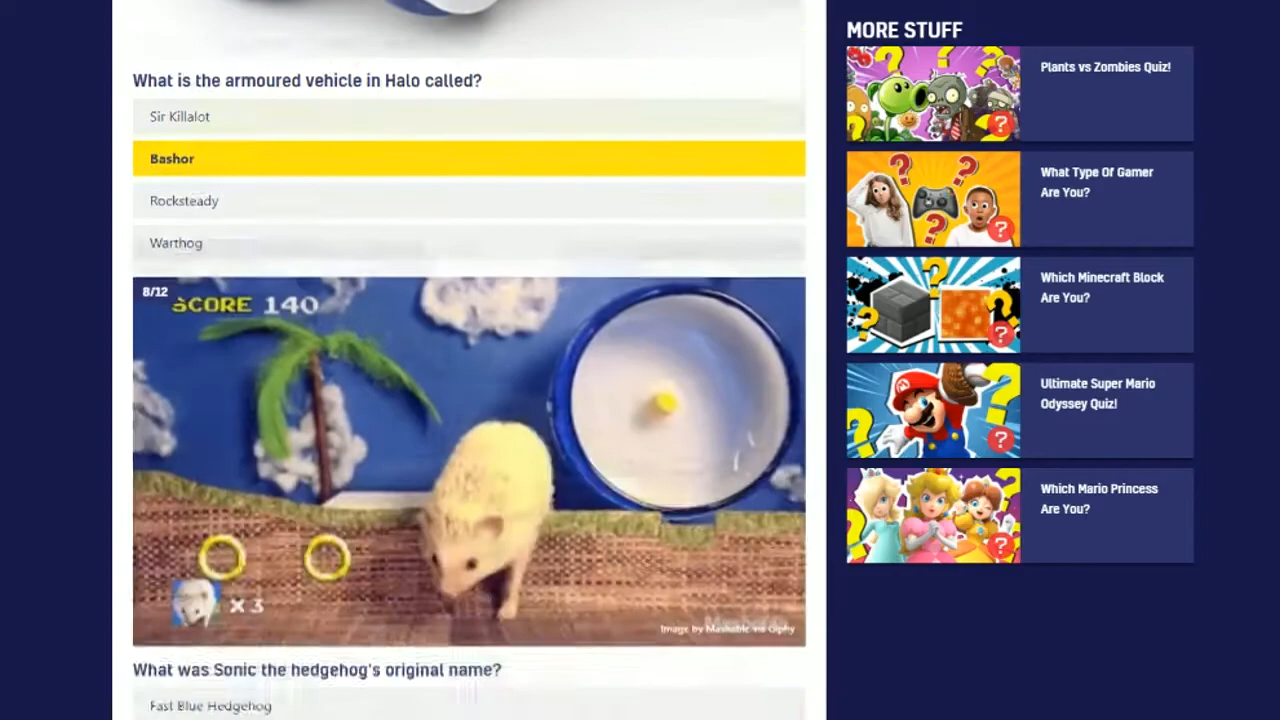 What is the armoured vehicle in Halo called?
Sir Killalot
Bashor
Rocksteady
Warthog
8/12
SCORE 140
X 3
Image by Mashable via Giphy
What was Sonic the hedgehog's original name?
Fast Blue Hedgehog
MORE STUFF
Plants vs Zombies Quiz!
What Type Of Gamer
Are You?
Which Minecraft Block
Are You?
Ultimate Super Mario
Odyssey Quiz!
Which Mario Princess
Are You?